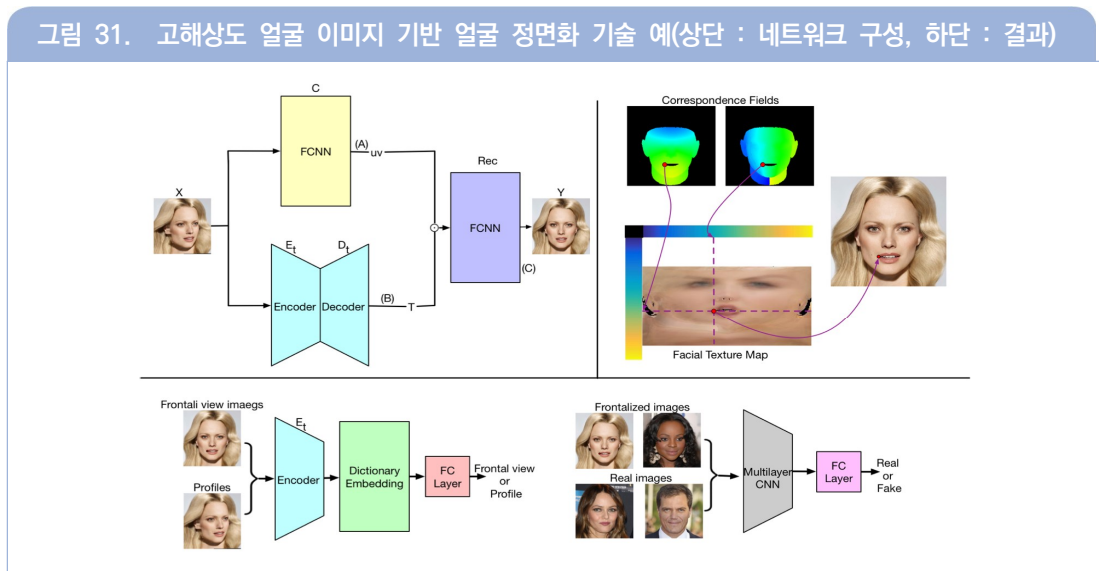 그림 31. 고해상도 얼굴 이미지 기반 얼굴 정면화 기술 예(상단 : 네트워크 구성, 하단 : 결과)
C
FCNN
(A)
uv
X
Rec
FCNN
Y
(C)
E_t
D_t
Encoder
Decoder
(B)
T
Correspondence Fields
Facial Texture Map
Frontali view imaegs
Profiles
E_t
Encoder
Dictionary
Embedding
FC
Layer
Frontal view
or
Profile
Frontalized images
Real images
Multilayer
CNN
FC
Layer
Real
or
Fake